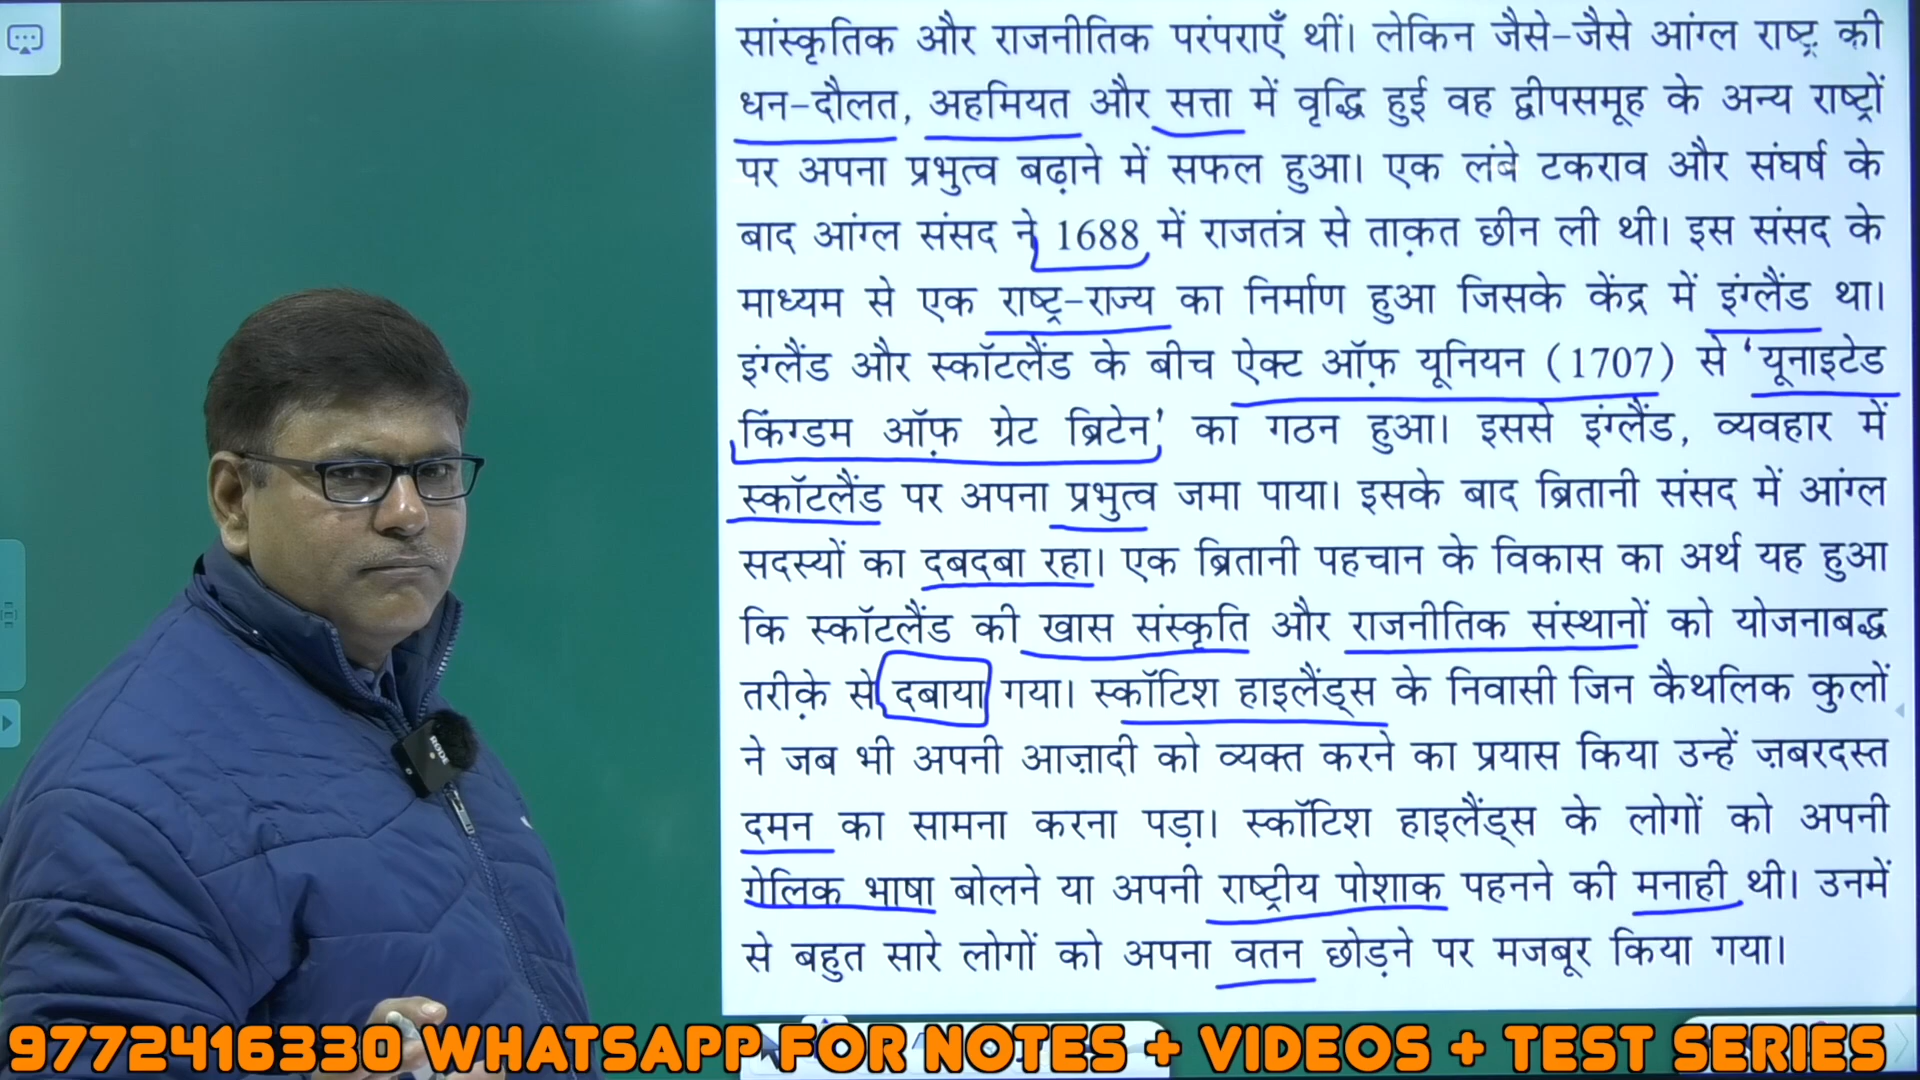 सांस्कृतिक और राजनीतिक परंपराएँ थीं। लेकिन जैसे-जैसे आंग्ल राष्ट्र की
धन-दौलत, अहमियत और सत्ता में वृद्धि हुई वह द्वीपसमूह के अन्य राष्ट्रों
पर अपना प्रभुत्व बढ़ाने में सफल हुआ। एक लंबे टकराव और संघर्ष के
बाद आंग्ल संसद ने 1688 में राजतंत्र से ताक़त छीन ली थी। इस संसद के
माध्यम से एक राष्ट्र-राज्य का निर्माण हुआ जिसके केंद्र में इंग्लैंड था।
इंग्लैंड और स्कॉटलैंड के बीच ऐक्ट ऑफ़ यूनियन (1707) से ‘यूनाइटेड
किंग्डम ऑफ़ ग्रेट ब्रिटेन’ का गठन हुआ। इससे इंग्लैंड, व्यवहार में
स्कॉटलैंड पर अपना प्रभुत्व जमा पाया। इसके बाद ब्रितानी संसद में आंग्ल
सदस्यों का दबदबा रहा। एक ब्रितानी पहचान के विकास का अर्थ यह हुआ
कि स्कॉटलैंड की खास संस्कृति और राजनीतिक संस्थानों को योजनाबद्ध
तरीक़े से दबाया गया। स्कॉटिश हाइलैंड्स के निवासी जिन कैथलिक कुलों
ने जब भी अपनी आज़ादी को व्यक्त करने का प्रयास किया उन्हें ज़बरदस्त
दमन का सामना करना पड़ा। स्कॉटिश हाइलैंड्स के लोगों को अपनी
गेलिक भाषा बोलने या अपनी राष्ट्रीय पोशाक पहनने की मनाही थी। उनमें
से बहुत सारे लोगों को अपना वतन छोड़ने पर मजबूर किया गया।
RODE
9772416330 WHATSAPP FOR NOTES + VIDEOS + TEST SERIES